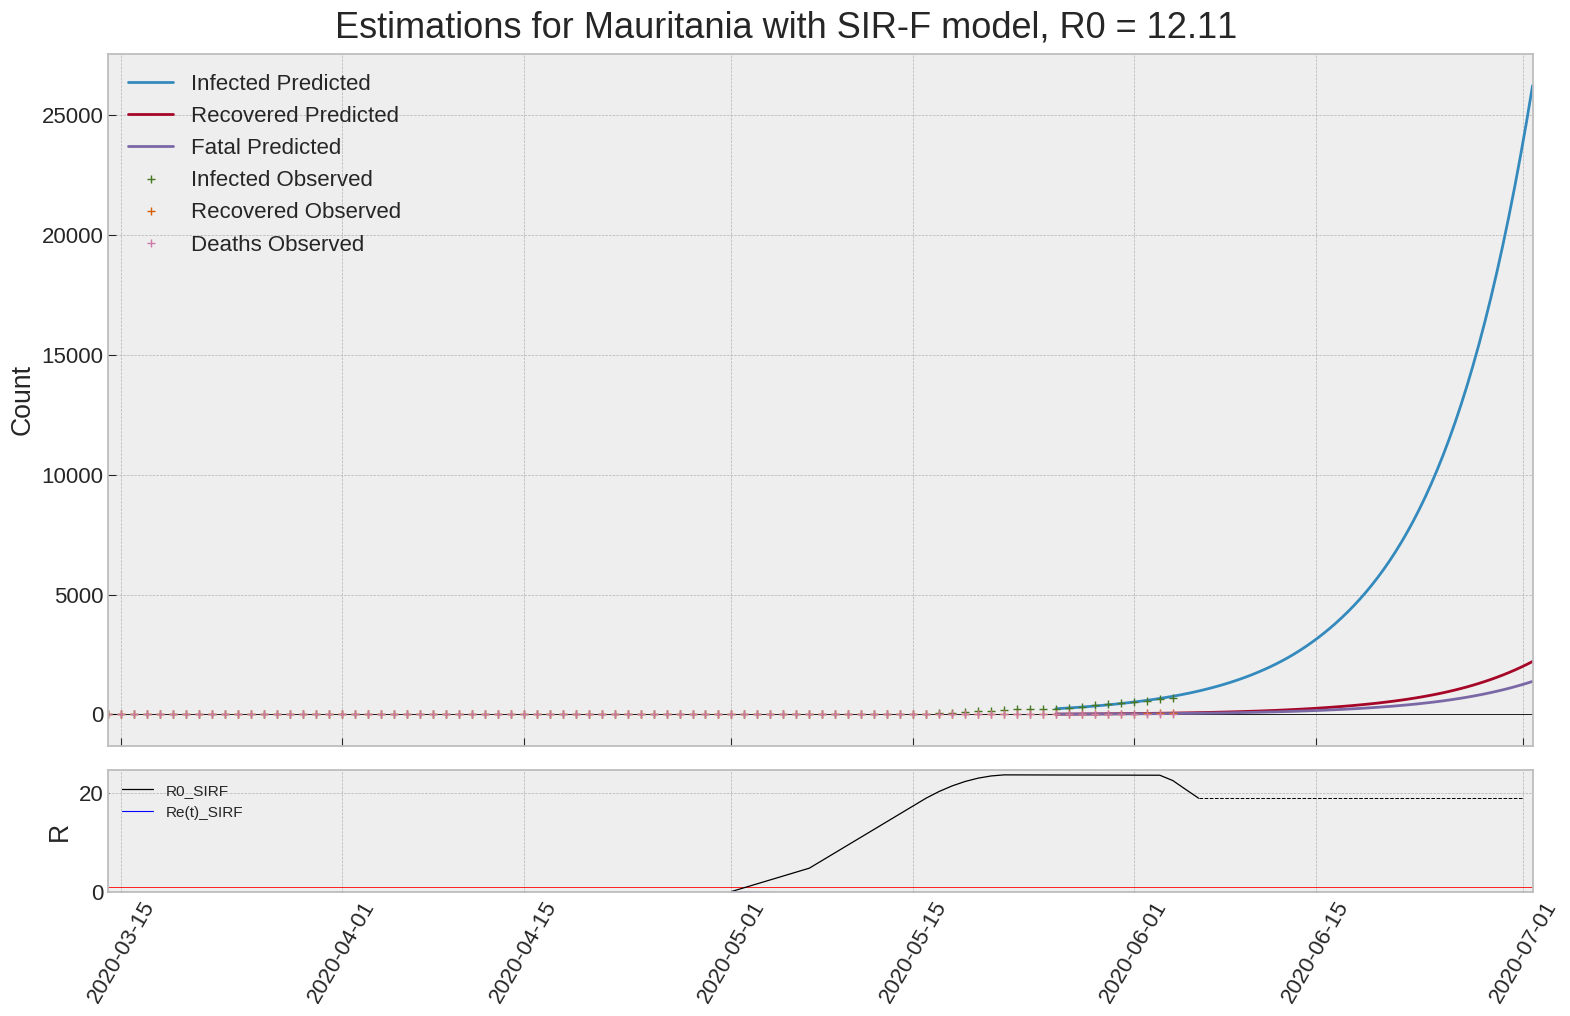 Estimations for Mauritania with SIR-F model, R0 = 12.11
Infected Predicted
Recovered Predicted
Fatal Predicted
Infected Observed
Recovered Observed
Deaths Observed
25000
20000
15000
10000
5000
0
Count
R0_SIRF
Re(t)_SIRF
20
0
R
2020-03-15
2020-04-01
2020-04-15
2020-05-01
2020-05-15
2020-06-01
2020-06-15
2020-07-01